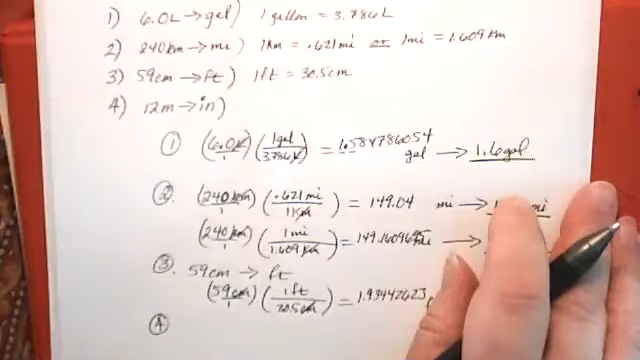 1) 6.0L → gal) 1 gallon = 3.786L
2) 240km → mi) 1km = .621mi or 1mi = 1.609km
3) 59cm → ft) 1ft = 30.5cm
4) 12m → in)
① (6.0L/1) (1gal/3.786L) = 1.584786054 gal → 1.6gal
②. (240km/1) (.621mi/1km) = 149.04 mi → mi
(240km/1) (1mi/1.609km) = 149.1609695 →
③. 59cm → ft
(59cm/1) (1ft/30.5cm) = 1.93442623
④